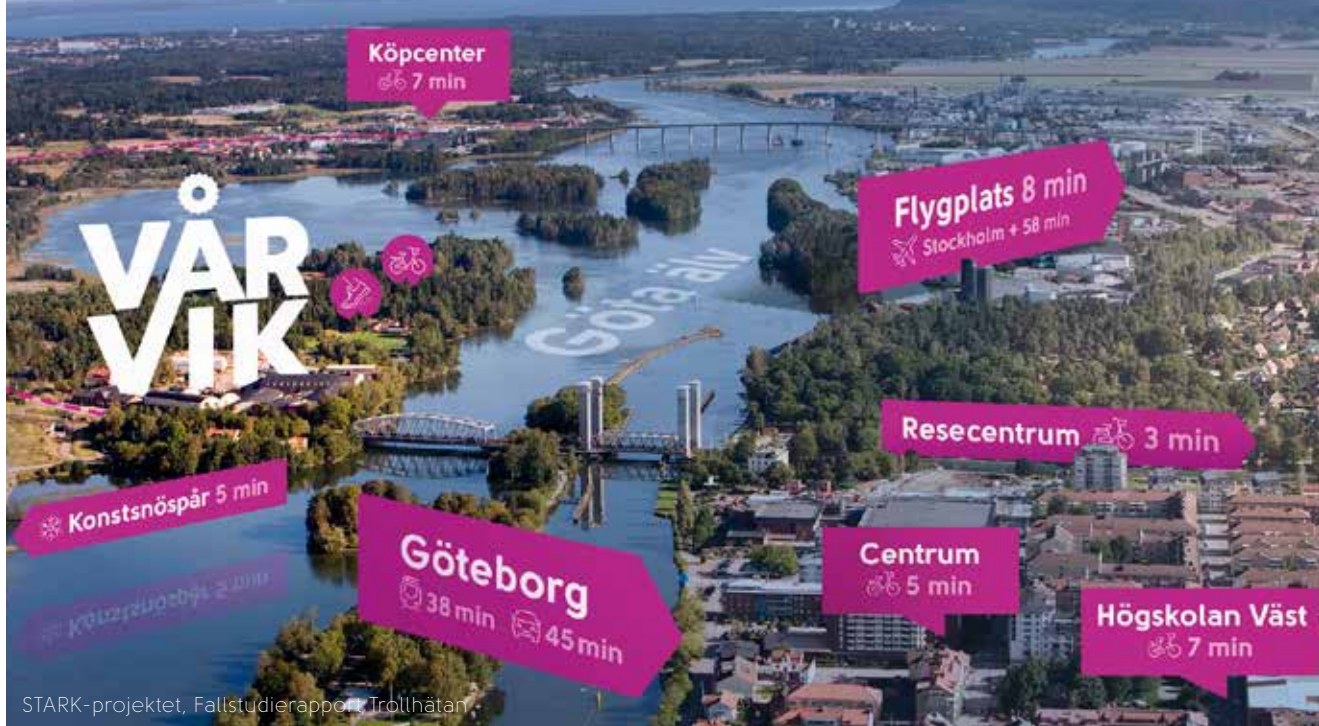 Köpcenter
7 min
VÅR
VIK
Flygplats 8 min
Stockholm + 58 min
Göta älv
Resecentrum 3 min
Konstsnöspår 5 min
Göteborg
38 min 45 min
Centrum
5 min
Högskolan Väst
7 min
STARK-projektet, Fallstudierapport Trollhätan